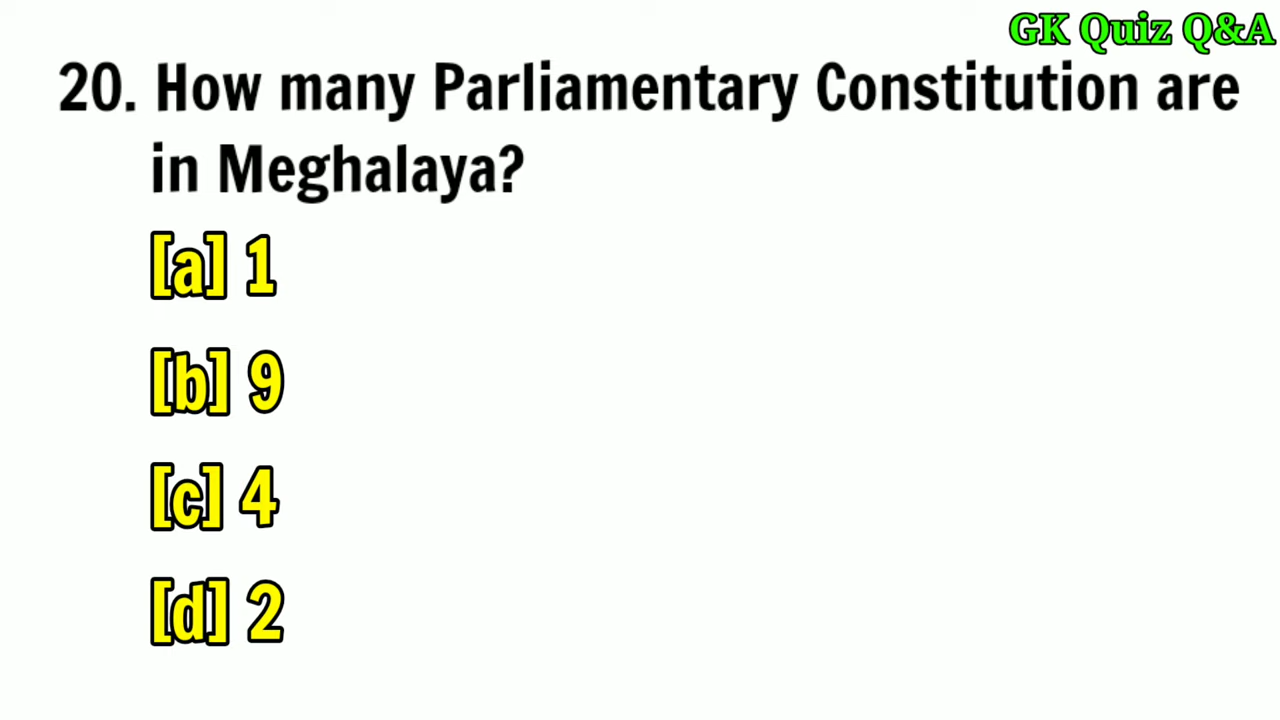 GK Quiz Q&A
20. How many Parliamentary Constitution are
in Meghalaya?
[a] 1
[b] 9
[c] 4
[d] 2